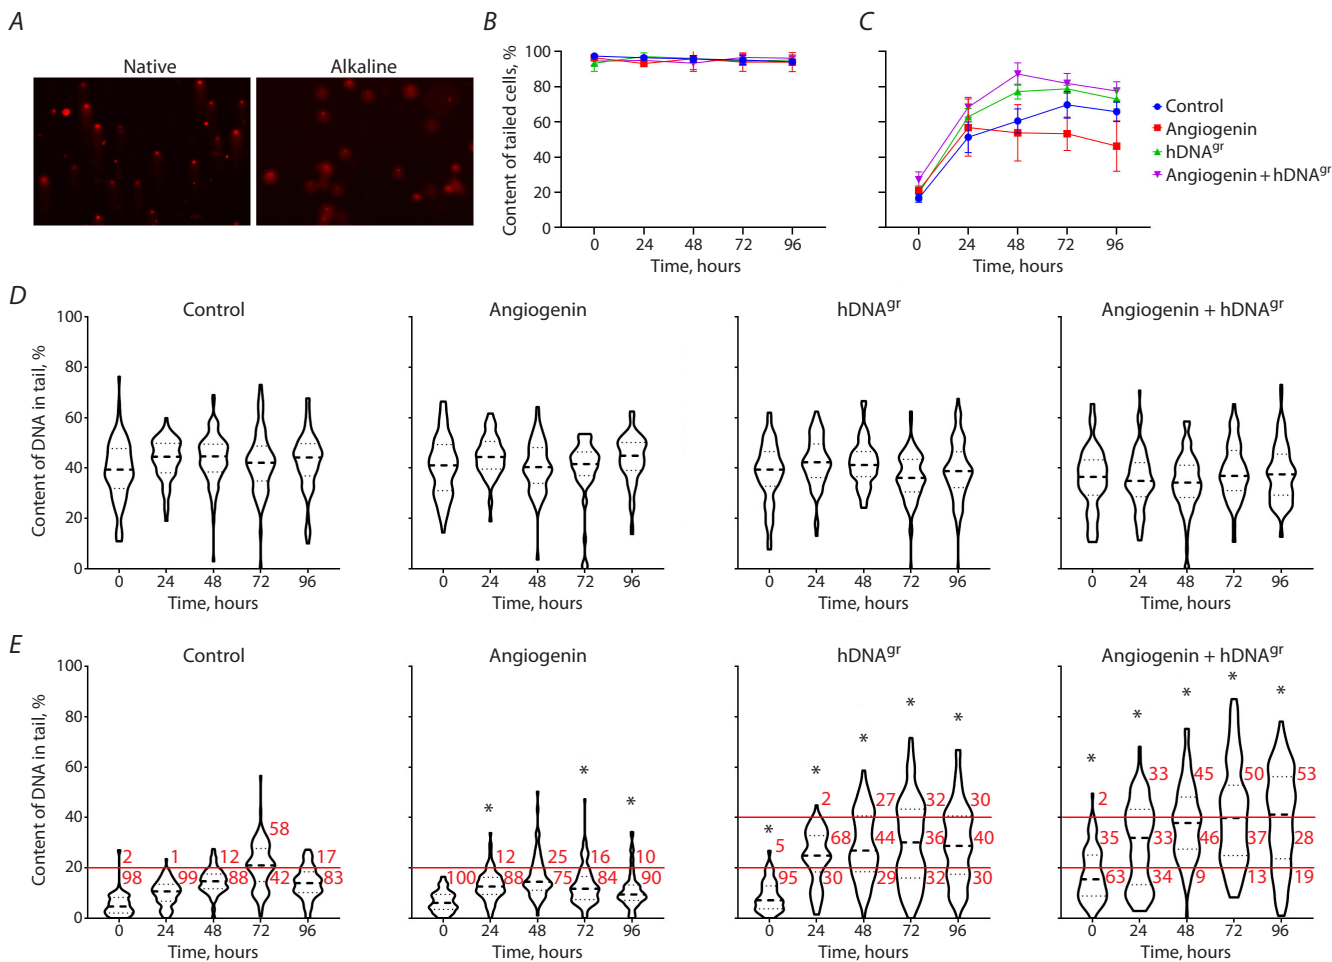 A
B
C
Native
Alkaline
Content of tailed cells, %
100
80
60
40
20
0
0 24 48 72 96
Time, hours
0 24 48 72 96
Time, hours
Control
Angiogenin
hDNAgr
Angiogenin + hDNAgr
D
Control
Angiogenin
hDNAgr
Angiogenin + hDNAgr
Content of DNA in tail, %
100
80
60
40
20
0
0 24 48 72 96
Time, hours
0 24 48 72 96
Time, hours
0 24 48 72 96
Time, hours
0 24 48 72 96
Time, hours
E
Control
Angiogenin
hDNAgr
Angiogenin + hDNAgr
Content of DNA in tail, %
100
80
60
40
20
0
58
2 1 12 17
98 99 88 42 83
0 24 48 72 96
Time, hours
* * *
12 25 16 10
100 88 75 84 90
0 24 48 72 96
Time, hours
* * * * *
2 27 32 30
5 68 44 36 40
95 30 29 32 30
0 24 48 72 96
Time, hours
* * * * *
2 33 45 50 53
35 33 46 37 28
63 34 9 13 19
0 24 48 72 96
Time, hours